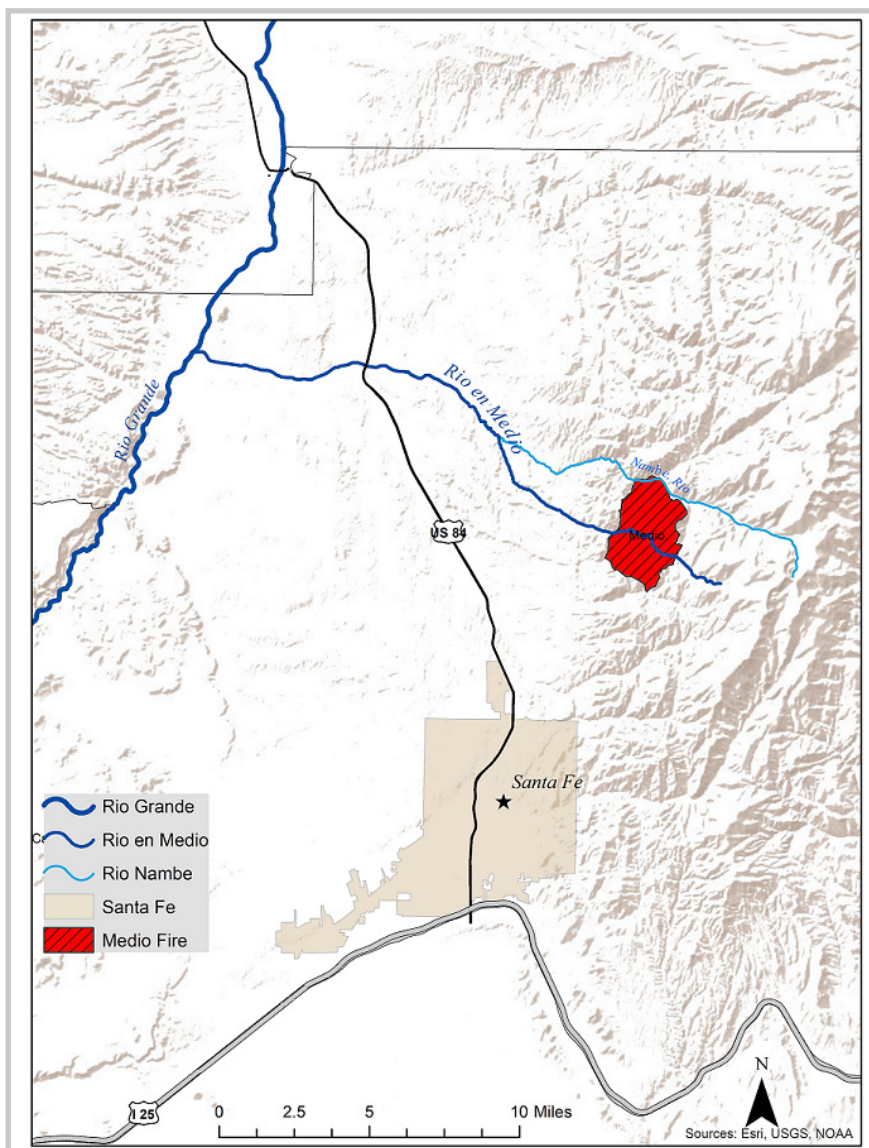 Rio Grande
Rio en Medio
Nambe Rio
US 84
Medio
Santa Fe
Rio Grande
Rio en Medio
Rio Nambe
Santa Fe
Medio Fire
I 25
0 2.5 5 10 Miles
N
Sources: Esri, USGS, NOAA